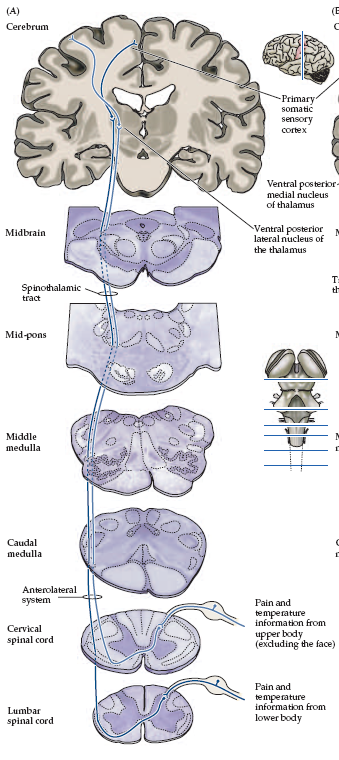 (A)
Cerebrum
Primary
somatic
sensory
cortex
Ventral posterior
medial nucleus
of thalamus
Midbrain
Ventral posterior
lateral nucleus of
the thalamus
Spinothalamic
tract
Mid-pons
Middle
medulla
Caudal
medulla
Anterolateral
system
Cervical
spinal cord
Pain and
temperature
information from
upper body
(excluding the face)
Lumbar
spinal cord
Pain and
temperature
information from
lower body